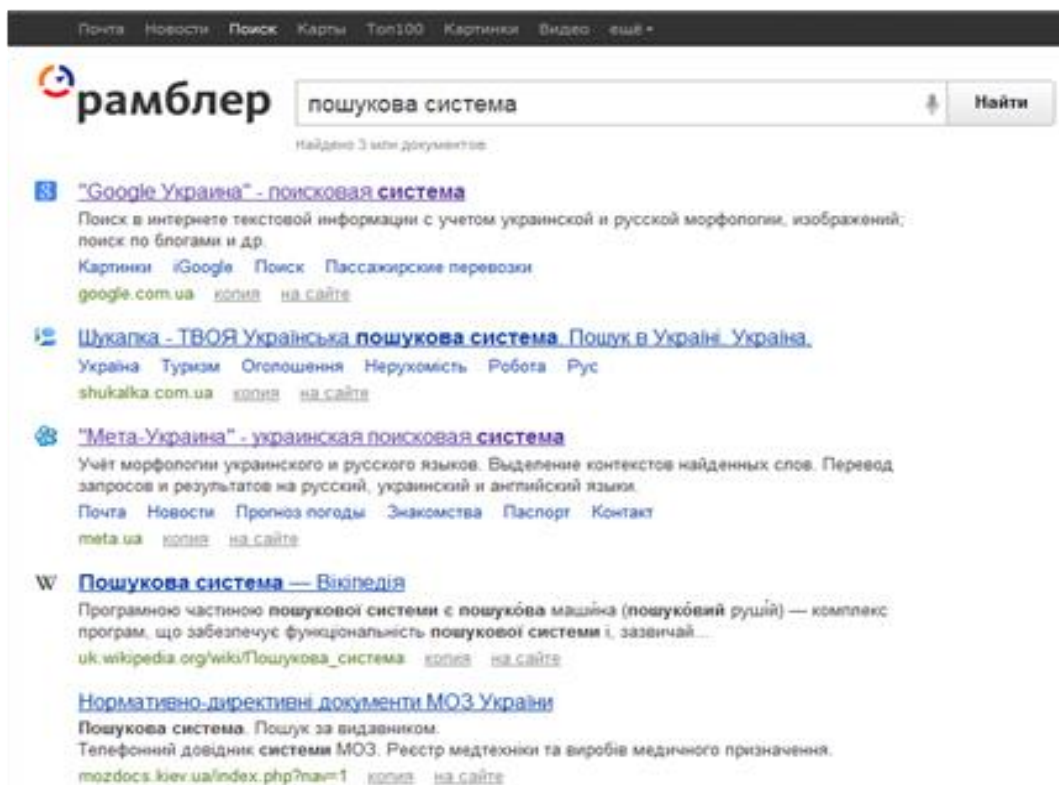 Почта Новости Поиск Карты Топ100 Картинки Видео ещё
рамблер
пошукова система
Найти
Найдено 3 млн документов
"Google Украина" - поисковая система
Поиск в интернете текстовой информации с учетом украинской и русской морфологии, изображений;
поиск по блогами и др.
Картинки iGoogle Поиск Пассажирские перевозки
google.com.ua копия на сайте
Шукалка - ТВОЯ Українська пошукова система. Пошук в Україні. Україна.
Україна Туризм Оголошення Нерухомість Робота Рус
shukalka.com.ua копия на сайте
"Мета-Украина" - украинская поисковая система
Учёт морфологии украинского и русского языков. Выделение контекстов найденных слов. Перевод
запросов и результатов на русский, украинский и английский языки.
Почта Новости Прогноз погоды Знакомства Паспорт Контакт
meta.ua копия на сайте
W Пошукова система — Вікіпедія
Програмною частиною пошукової системи є пошуко́ва маши́на (пошуко́вий руші́й) — комплекс
програм, що забезпечує функціональність пошукової системи і, зазвичай...
uk.wikipedia.org/wiki/Пошукова_система копия на сайте
Нормативно-директивні документи МОЗ України
Пошукова система. Пошук за видавником.
Телефонний довідник системи МОЗ. Реєстр медтехніки та виробів медичного призначення.
mozdocs.kiev.ua/index.php?nav=1 копия на сайте